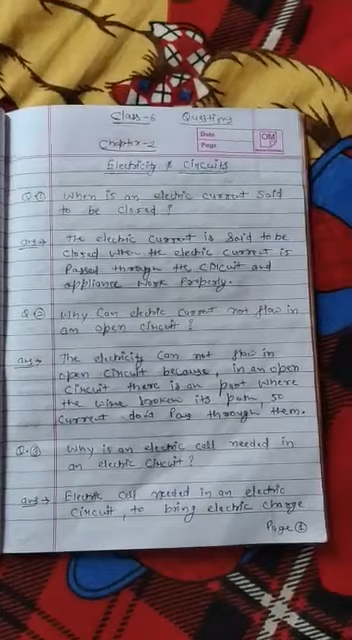 Class-6 Questions
Chapter-2
Date
Page
OM
Electricity & Circuits
Q.① When is an electric current said
to be closed ?
ans→ The electric current is said to be
closed when the electric current is
Passed through the circuit and
appliance work Properly.
Q.② Why Can electric current not flow in
an open circuit ?
ans→ The electricity Can not flow in
open circuit because, in an open
Circuit there is an part where
the wire broken its path, so
current don't Pass through them.
Q.③ Why is an electric cell needed in
an electric Circuit ?
ans→ Electric Cell needed in an electric
Circuit, to bring electric charge
Page ①